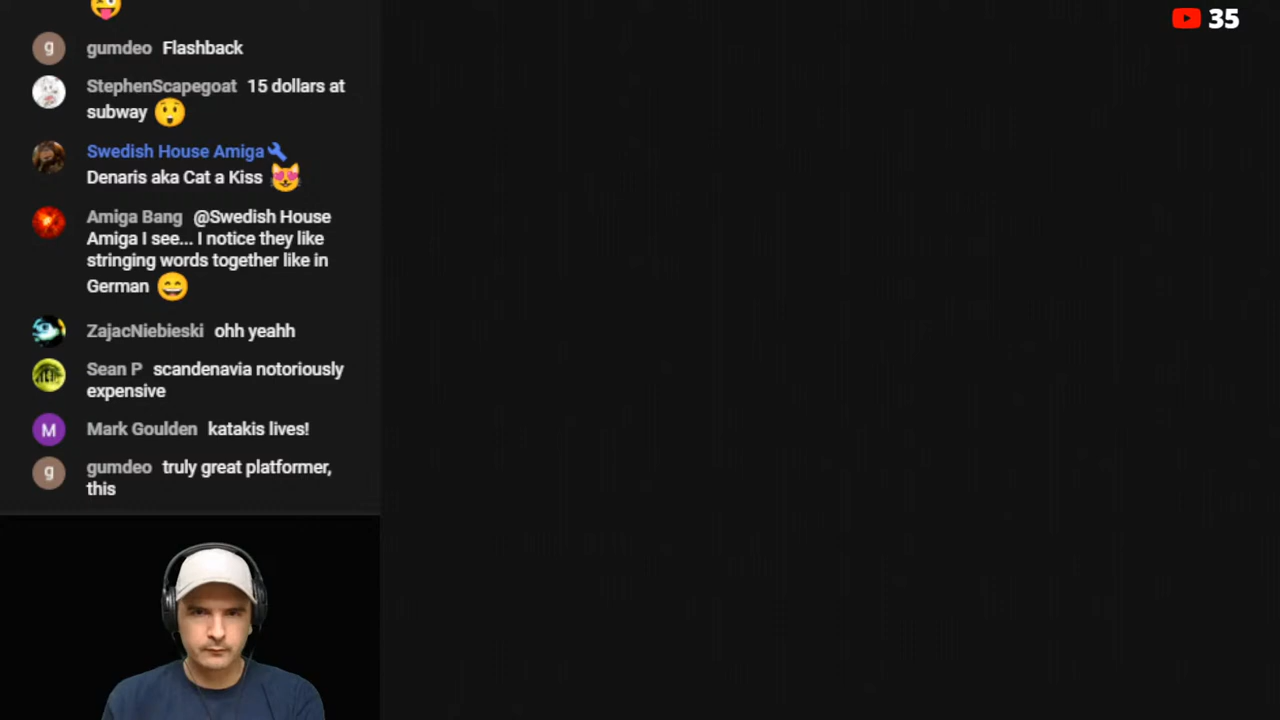 35
g gumdeo Flashback
StephenScapegoat 15 dollars at
subway
Swedish House Amiga
Denaris aka Cat a Kiss
Amiga Bang @Swedish House
Amiga I see... I notice they like
stringing words together like in
German
ZajacNiebieski ohh yeahh
Sean P scandenavia notoriously
expensive
M Mark Goulden katakis lives!
g gumdeo truly great platformer,
this